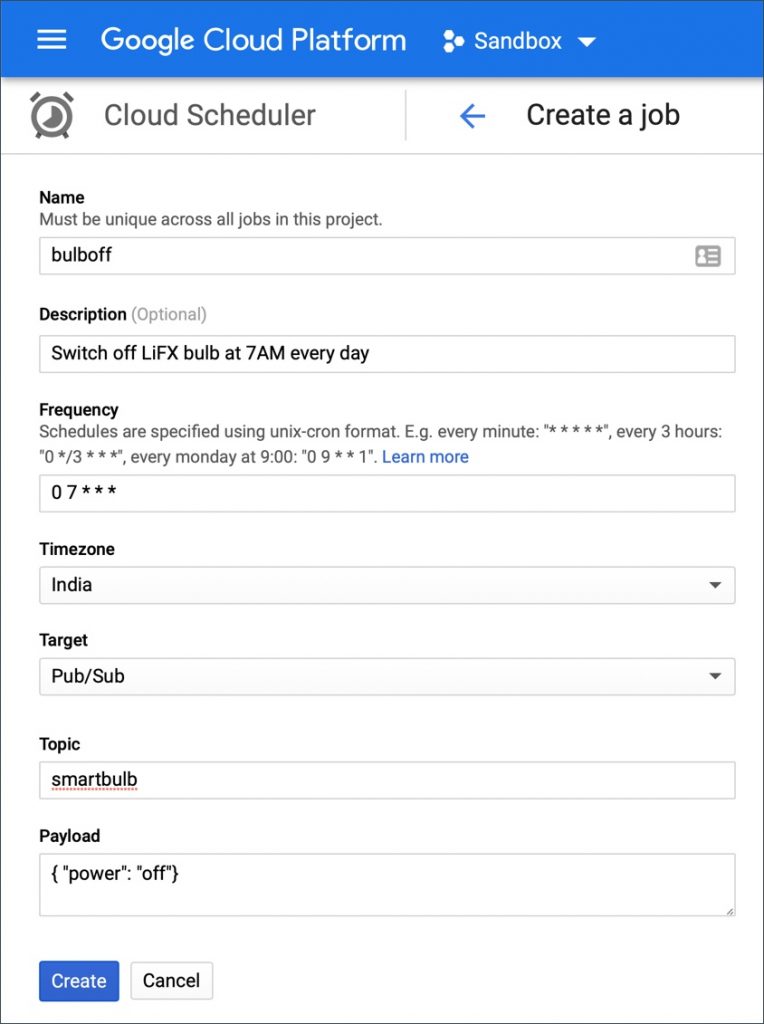 Google Cloud Platform Sandbox
Cloud Scheduler Create a job
Name
Must be unique across all jobs in this project.
bulboff
Description (Optional)
Switch off LiFX bulb at 7AM every day
Frequency
Schedules are specified using unix-cron format. E.g. every minute: "* * * * *", every 3 hours:
"0 */3 * * *", every monday at 9:00: "0 9 * * 1". Learn more
0 7 * * *
Timezone
India
Target
Pub/Sub
Topic
smartbulb
Payload
{ "power": "off"}
Create Cancel